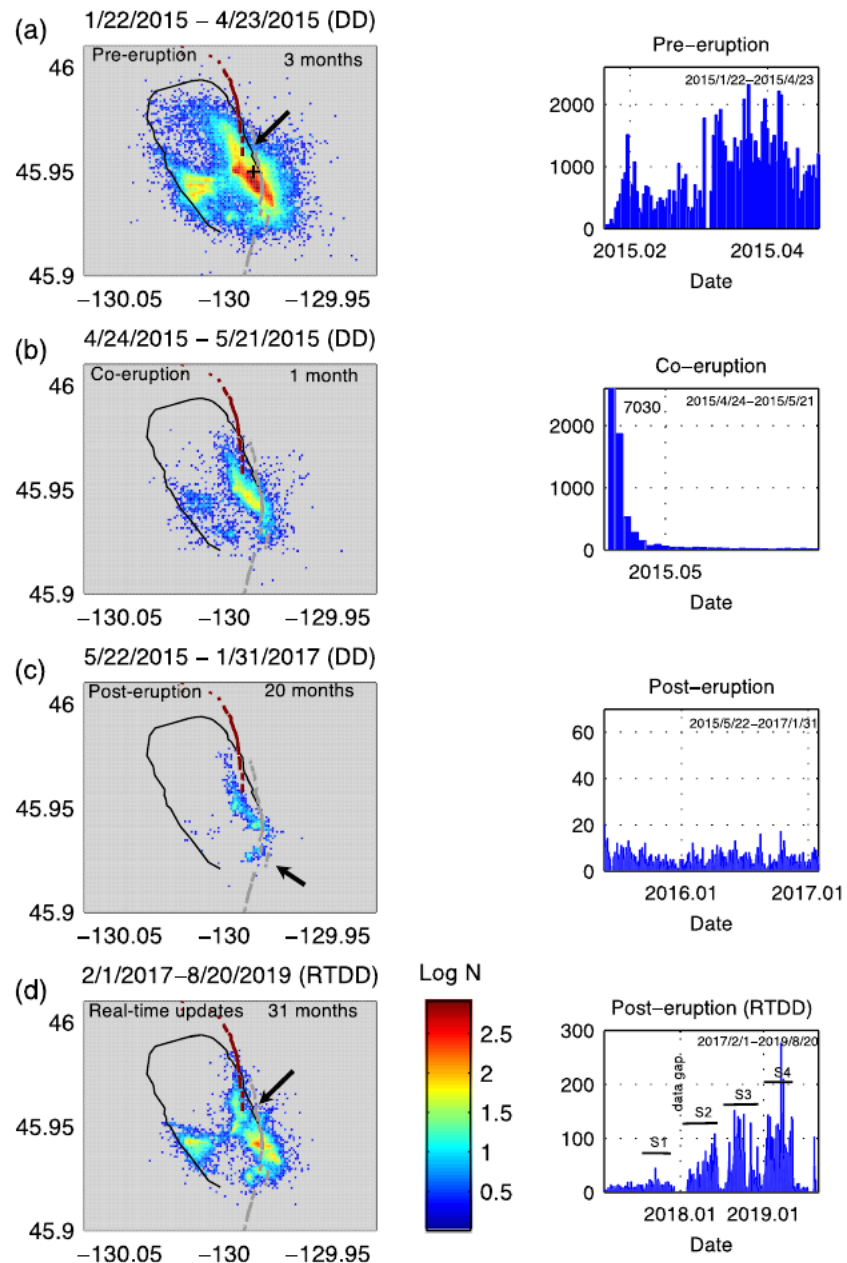 (a)
1/22/2015 – 4/23/2015 (DD)
Pre-eruption
3 months
46
45.95
45.9
−130.05
−130
−129.95
Pre−eruption
2015/1/22−2015/4/23
2000
1000
0
2015.02
2015.04
Date
(b)
4/24/2015 – 5/21/2015 (DD)
Co-eruption
1 month
46
45.95
45.9
−130.05
−130
−129.95
Co−eruption
7030
2015/4/24−2015/5/21
2000
1000
0
2015.05
Date
(c)
5/22/2015 – 1/31/2017 (DD)
Post-eruption
20 months
46
45.95
45.9
−130.05
−130
−129.95
Post−eruption
2015/5/22−2017/1/31
60
40
20
0
2016.01
2017.01
Date
(d)
2/1/2017−8/20/2019 (RTDD)
Real-time updates
31 months
46
45.95
45.9
−130.05
−130
−129.95
Log N
2.5
2
1.5
1
0.5
Post−eruption (RTDD)
2017/2/1−2019/8/20
300
200
100
0
data gap
S1
S2
S3
S4
2018.01
2019.01
Date